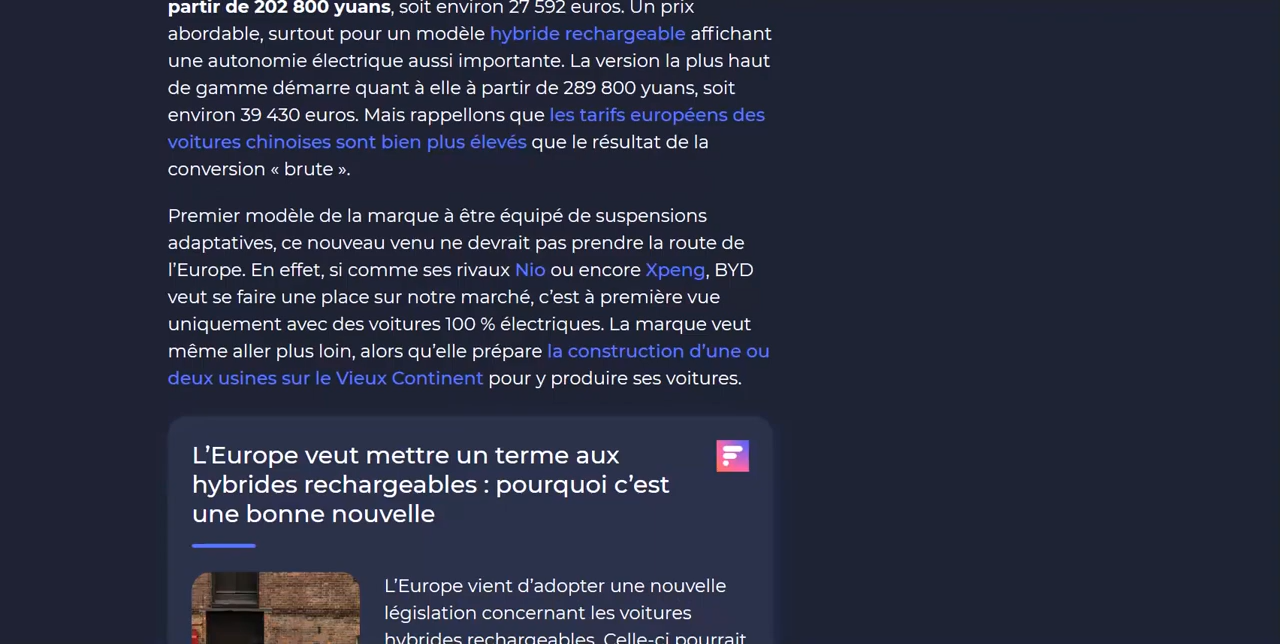 partir de 202 800 yuans, soit environ 27 592 euros. Un prix
abordable, surtout pour un modèle hybride rechargeable affichant
une autonomie électrique aussi importante. La version la plus haut
de gamme démarre quant à elle à partir de 289 800 yuans, soit
environ 39 430 euros. Mais rappellons que les tarifs européens des
voitures chinoises sont bien plus élevés que le résultat de la
conversion « brute ».
Premier modèle de la marque à être équipé de suspensions
adaptatives, ce nouveau venu ne devrait pas prendre la route de
l’Europe. En effet, si comme ses rivaux Nio ou encore Xpeng, BYD
veut se faire une place sur notre marché, c’est à première vue
uniquement avec des voitures 100 % électriques. La marque veut
même aller plus loin, alors qu’elle prépare la construction d’une ou
deux usines sur le Vieux Continent pour y produire ses voitures.
L’Europe veut mettre un terme aux
hybrides rechargeables : pourquoi c’est
une bonne nouvelle
L’Europe vient d’adopter une nouvelle
législation concernant les voitures
hybrides rechargeables. Celle-ci pourrait